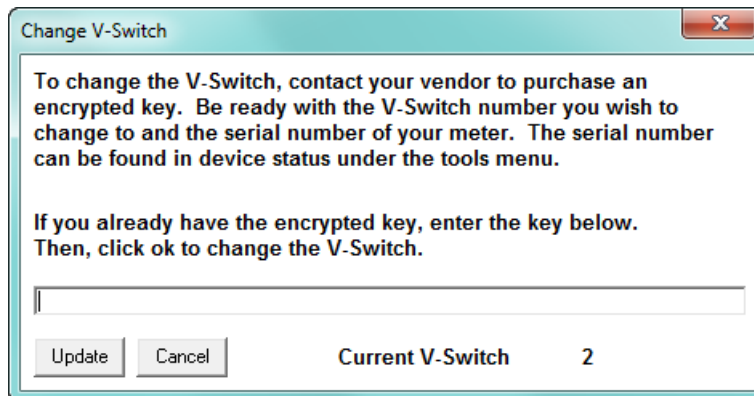 Change V-Switch
To change the V-Switch, contact your vendor to purchase an
encrypted key.  Be ready with the V-Switch number you wish to
change to and the serial number of your meter.  The serial number
can be found in device status under the tools menu.
If you already have the encrypted key, enter the key below.
Then, click ok to change the V-Switch.
Update Cancel Current V-Switch 2